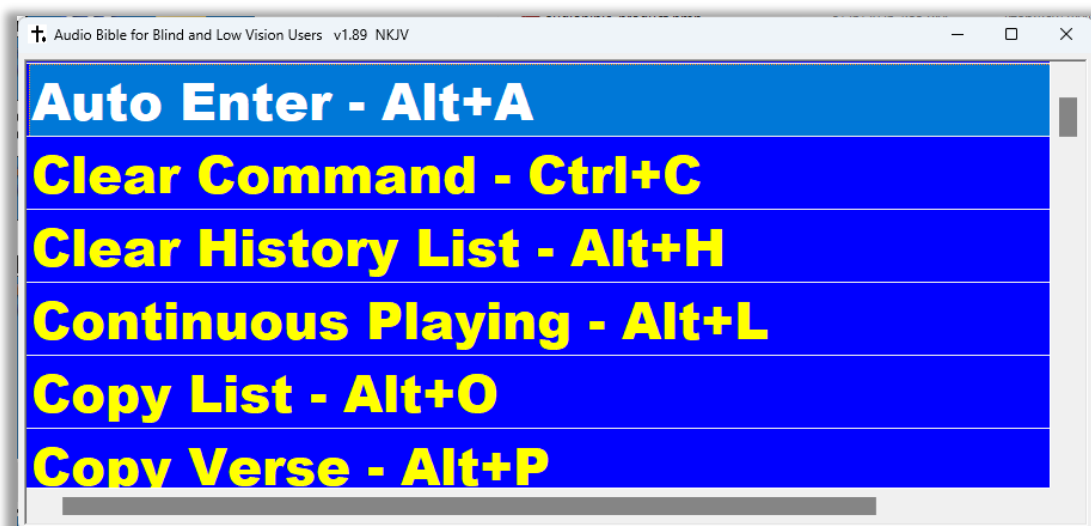 Audio Bible for Blind and Low Vision Users v1.89 NKJV
Auto Enter - Alt+A
Clear Command - Ctrl+C
Clear History List - Alt+H
Continuous Playing - Alt+L
Copy List - Alt+O
Copy Verse - Alt+P